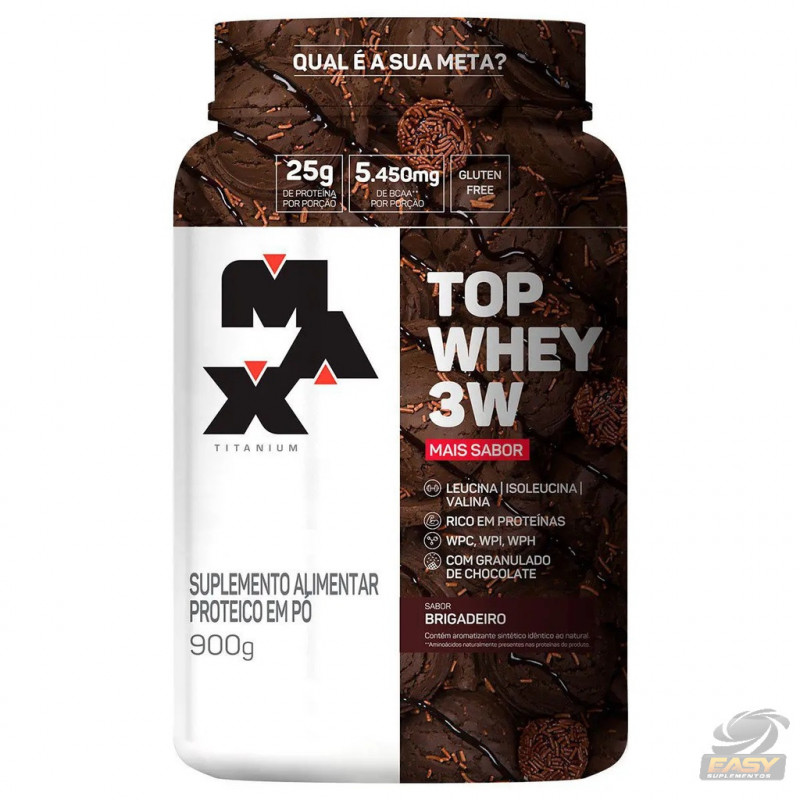 QUAL É A SUA META?
25g
DE PROTEÍNA
POR PORÇÃO
5.450mg
DE BCAA**
POR PORÇÃO
GLUTEN
FREE
MAX
TITANIUM
TOP
WHEY
3W
MAIS SABOR
LEUCINA | ISOLEUCINA |
VALINA
RICO EM PROTEÍNAS
WPC, WPI, WPH
COM GRANULADO
DE CHOCOLATE
SUPLEMENTO ALIMENTAR
PROTEICO EM PÓ
900g
SABOR
BRIGADEIRO
Contém aromatizante sintético idêntico ao natural.
**Aminoácidos naturalmente presentes nas proteínas do produto.
EASY
SUPLEMENTOS